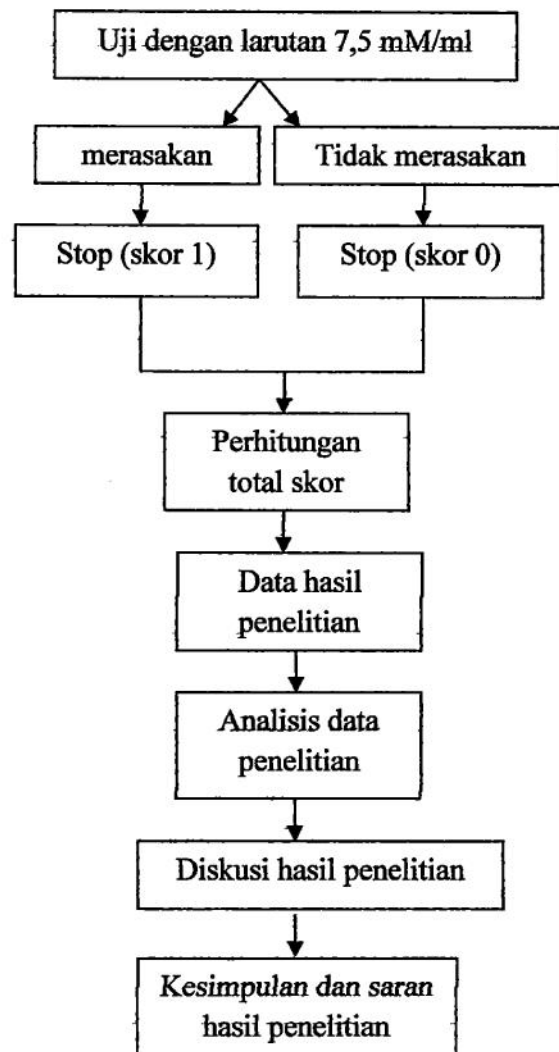 Uji dengan larutan 7,5 mM/ml
merasakan
Tidak merasakan
Stop (skor 1)
Stop (skor 0)
Perhitungan
total skor
Data hasil
penelitian
Analisis data
penelitian
Diskusi hasil penelitian
Kesimpulan dan saran
hasil penelitian